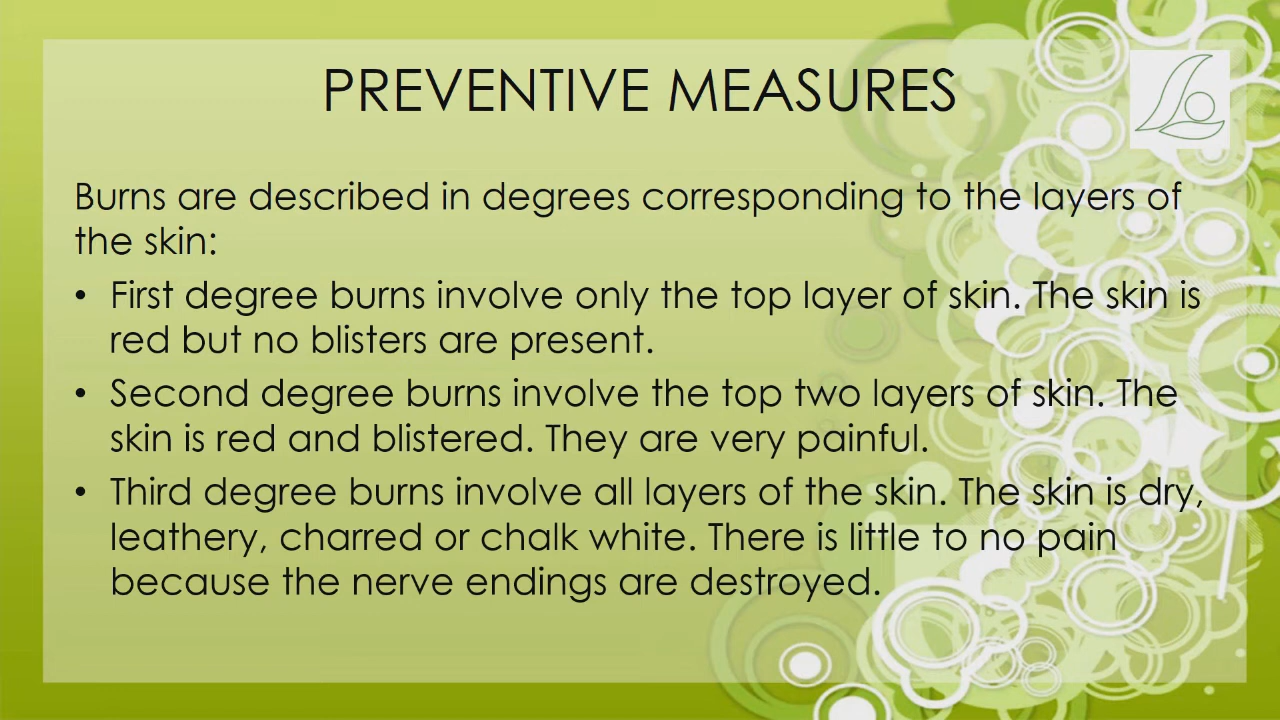 PREVENTIVE MEASURES
Burns are described in degrees corresponding to the layers of
the skin:
• First degree burns involve only the top layer of skin. The skin is
red but no blisters are present.
• Second degree burns involve the top two layers of skin. The
skin is red and blistered. They are very painful.
• Third degree burns involve all layers of the skin. The skin is dry,
leathery, charred or chalk white. There is little to no pain
because the nerve endings are destroyed.